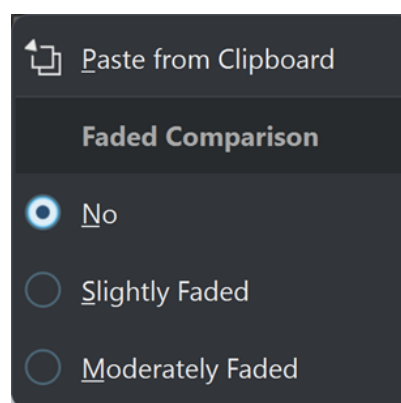 Paste from Clipboard
Faded Comparison
No
Slightly Faded
Moderately Faded